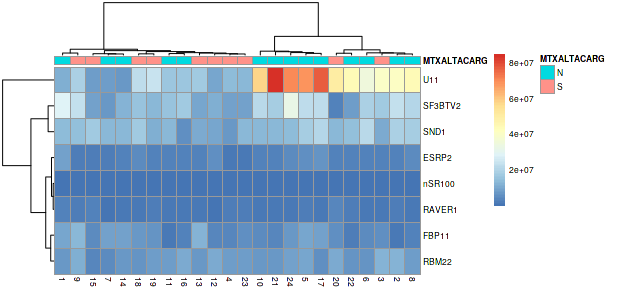 MTXALTACARG
U11
SF3BTV2
SND1
ESRP2
nSR100
RAVER1
FBP11
RBM22
1 9 15 7 14 18 19 11 16 13 12 4 23 10 21 24 5 17 20 22 6 3 2 8
8e+07
6e+07
4e+07
2e+07
MTXALTACARG
N
S